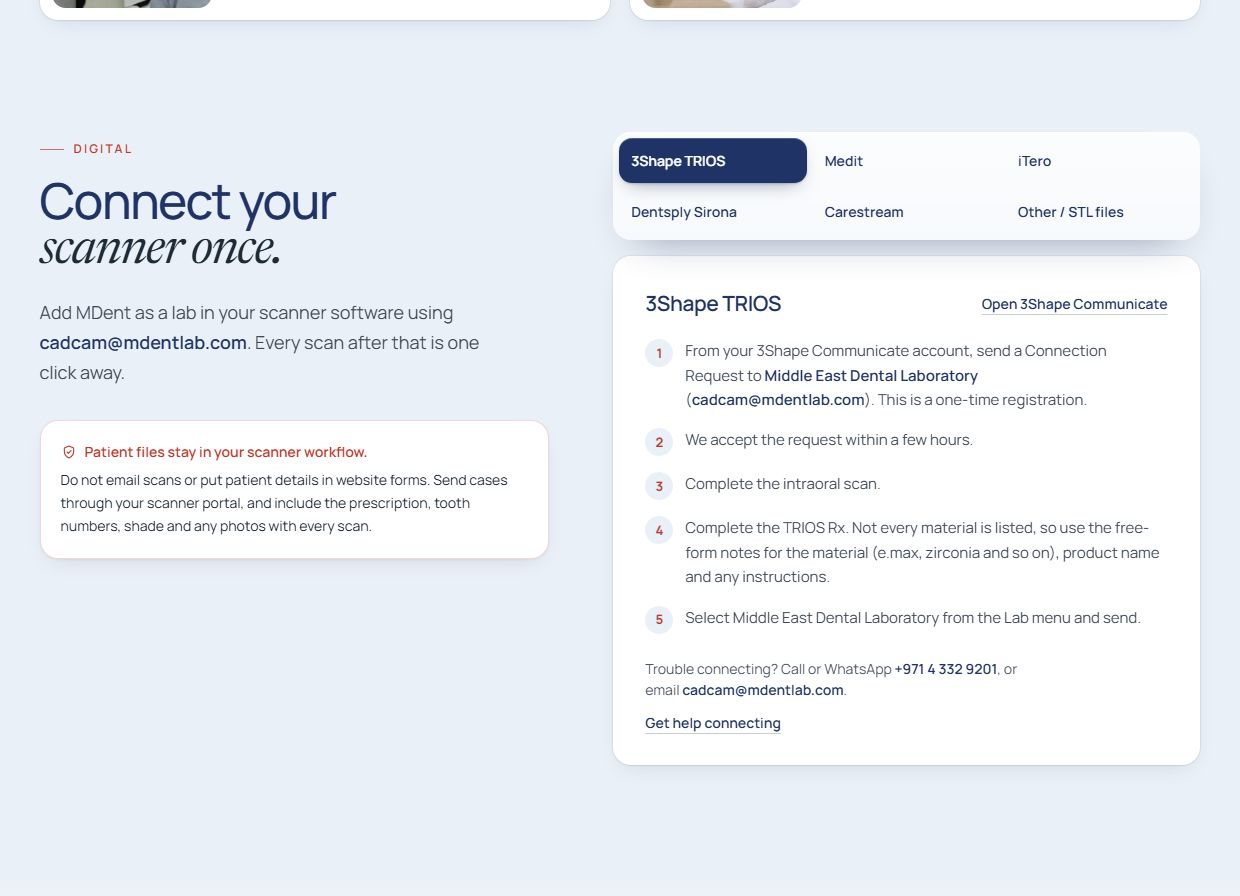 DIGITAL
Connect your
scanner once.
Add MDent as a lab in your scanner software using
cadcam@mdentlab.com. Every scan after that is one
click away.
Patient files stay in your scanner workflow.
Do not email scans or put patient details in website forms. Send cases
through your scanner portal, and include the prescription, tooth
numbers, shade and any photos with every scan.
3Shape TRIOS
Medit
iTero
Dentsply Sirona
Carestream
Other / STL files
3Shape TRIOS
Open 3Shape Communicate
1 From your 3Shape Communicate account, send a Connection
Request to Middle East Dental Laboratory
(cadcam@mdentlab.com). This is a one-time registration.
2 We accept the request within a few hours.
3 Complete the intraoral scan.
4 Complete the TRIOS Rx. Not every material is listed, so use the free-
form notes for the material (e.max, zirconia and so on), product name
and any instructions.
5 Select Middle East Dental Laboratory from the Lab menu and send.
Trouble connecting? Call or WhatsApp +971 4 332 9201, or
email cadcam@mdentlab.com.
Get help connecting